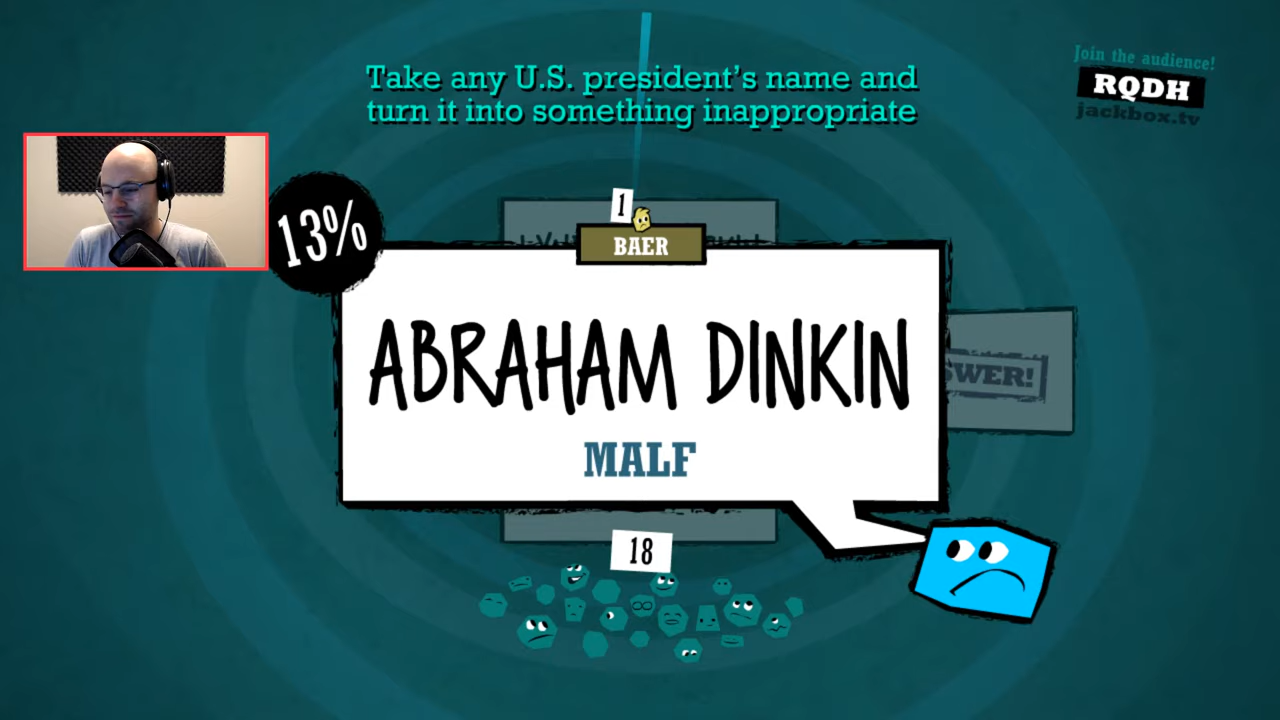 Take any U.S. president's name and
turn it into something inappropriate
Join the audience!
RQDH
jackbox.tv
13%
1
BAER
ABRAHAM DINKIN
MALF
18